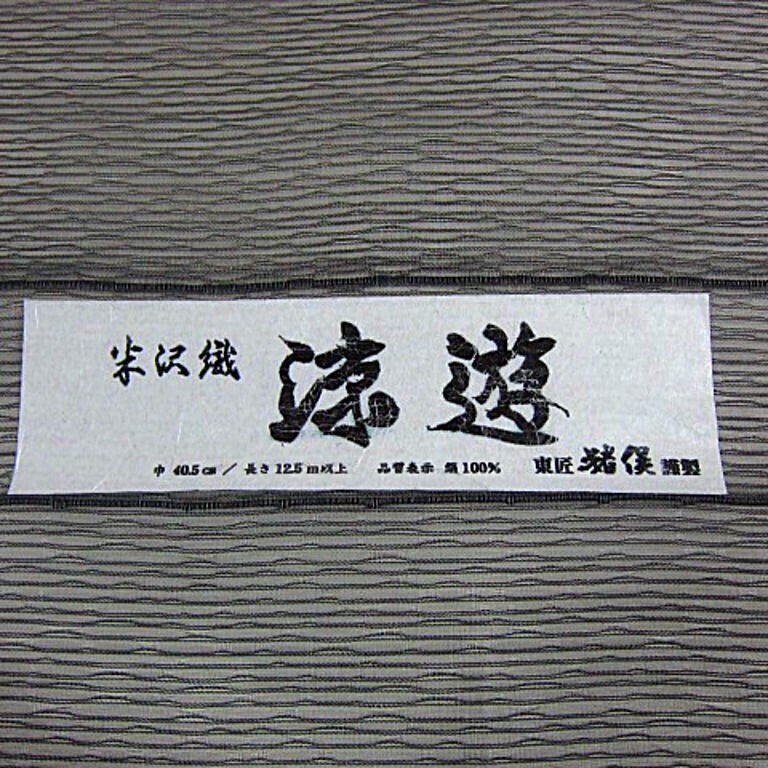 米沢織 涼遊
巾 40.5㎝ / 長さ 12.5m以上 品質表示 絹100% 東匠 猪俣 謹製